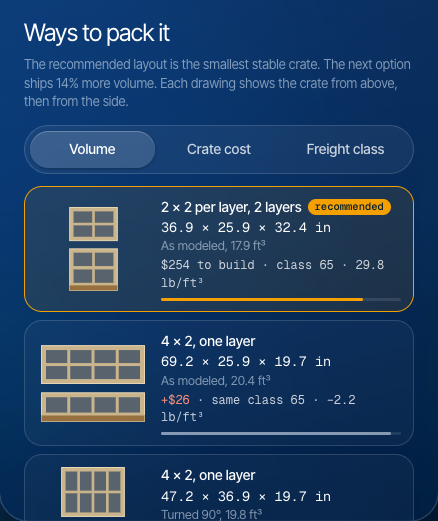 Ways to pack it
The recommended layout is the smallest stable crate. The next option
ships 14% more volume. Each drawing shows the crate from above,
then from the side.
Volume
Crate cost
Freight class
2 × 2 per layer, 2 layers recommended
36.9 × 25.9 × 32.4 in
As modeled, 17.9 ft³
$254 to build · class 65 · 29.8
lb/ft³
4 × 2, one layer
69.2 × 25.9 × 19.7 in
As modeled, 20.4 ft³
+$26 · same class 65 · −2.2
lb/ft³
4 × 2, one layer
47.2 × 36.9 × 19.7 in
Turned 90°, 19.8 ft³